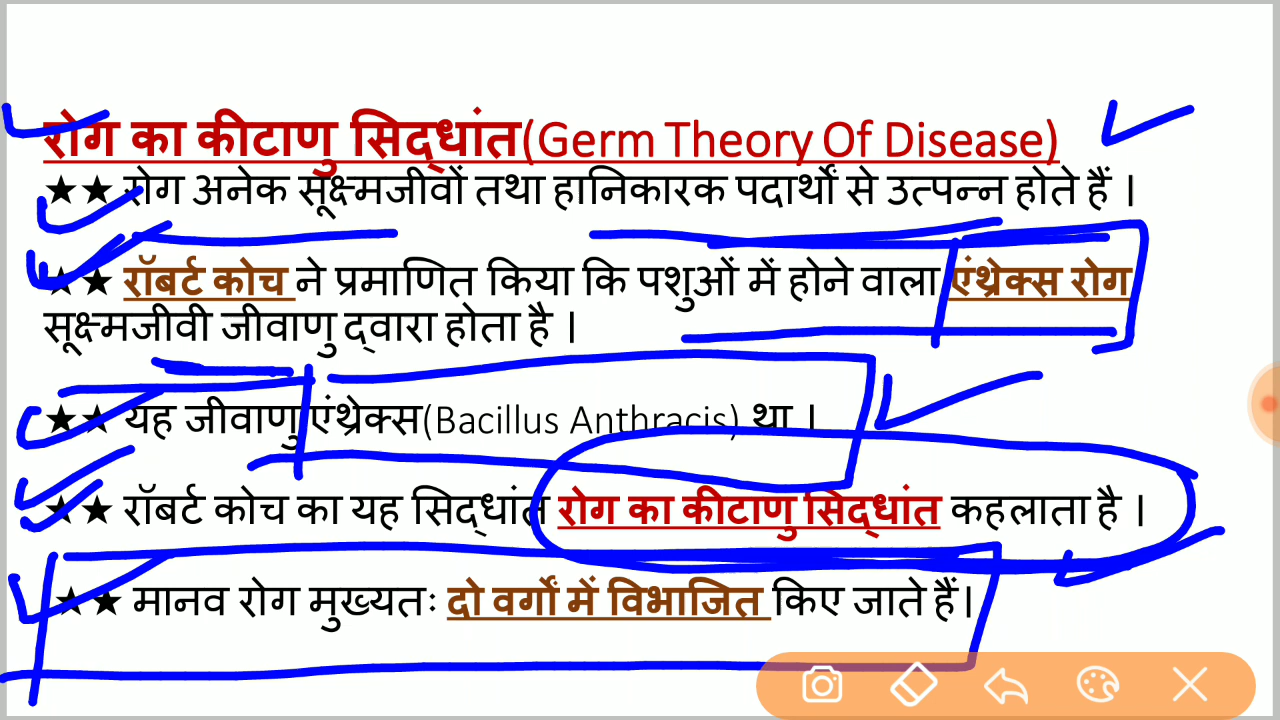 रोग का कीटाणु सिद्धांत(Germ Theory Of Disease)
★★ रोग अनेक सूक्ष्मजीवों तथा हानिकारक पदार्थों से उत्पन्न होते हैं ।
★★ रॉबर्ट कोच ने प्रमाणित किया कि पशुओं में होने वाला एंथ्रेक्स रोग
सूक्ष्मजीवी जीवाणु द्वारा होता है ।
★★ यह जीवाणु एंथ्रेक्स(Bacillus Anthracis) था ।
★★ रॉबर्ट कोच का यह सिद्धांत रोग का कीटाणु सिद्धांत कहलाता है ।
★★ मानव रोग मुख्यतः दो वर्गों में विभाजित किए जाते हैं।